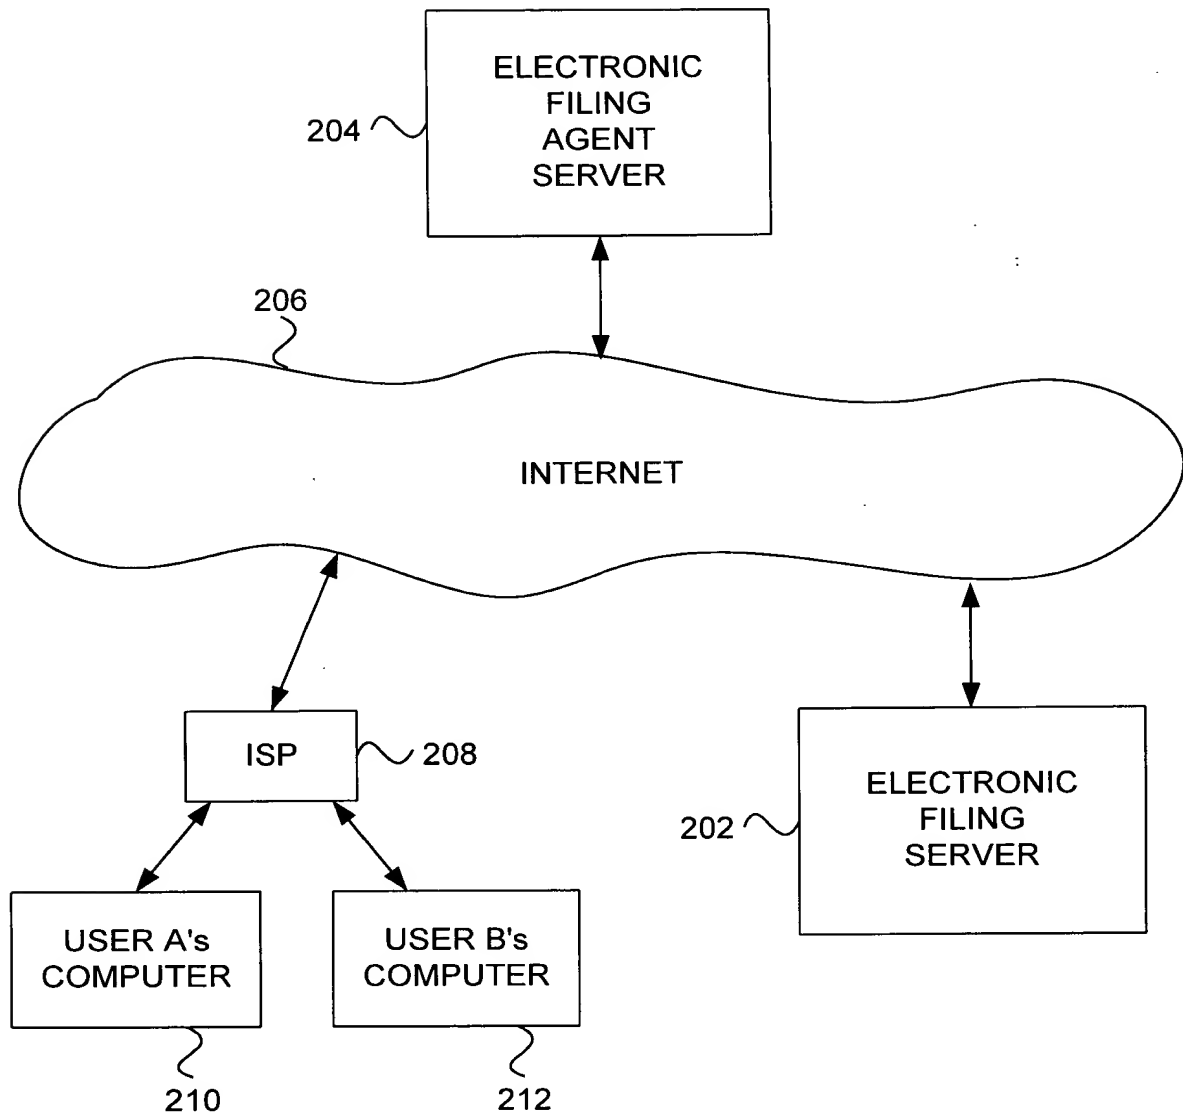 ELECTRONIC
FILING
AGENT
SERVER
204
206
INTERNET
ISP
208
ELECTRONIC
FILING
SERVER
202
USER A's
COMPUTER
USER B's
COMPUTER
210
212